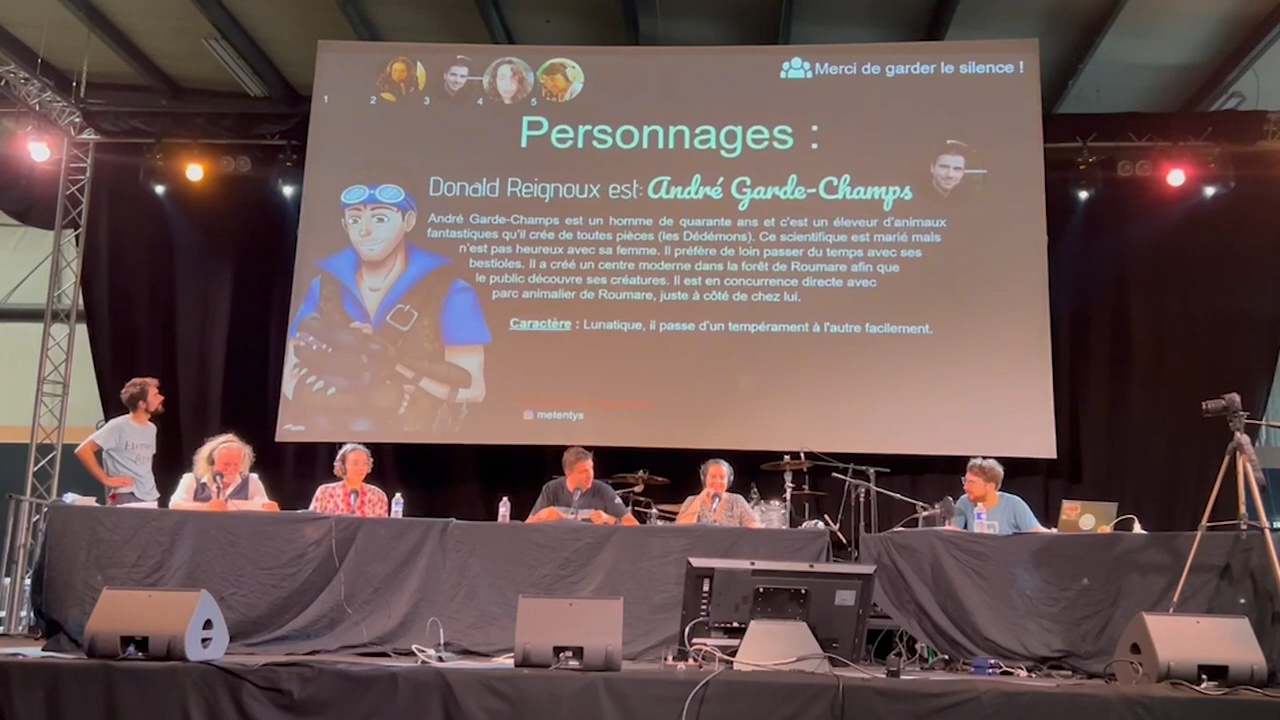 Merci de garder le silence !
1 2 3 4 5
Personnages :
Donald Reignoux est: André Garde-Champs
André Garde-Champs est un homme de quarante ans et c'est un éleveur d'animaux
fantastiques qu'il crée de toutes pièces (les Dédémons). Ce scientifique est marié mais
n'est pas heureux avec sa femme. Il préfère de loin passer du temps avec ses
bestioles. Il a créé un centre moderne dans la forêt de Roumare afin que
le public découvre ses créatures. Il est en concurrence directe avec
parc animalier de Roumare, juste à côté de chez lui.
Caractère : Lunatique, il passe d'un tempérament à l'autre facilement.
metentys